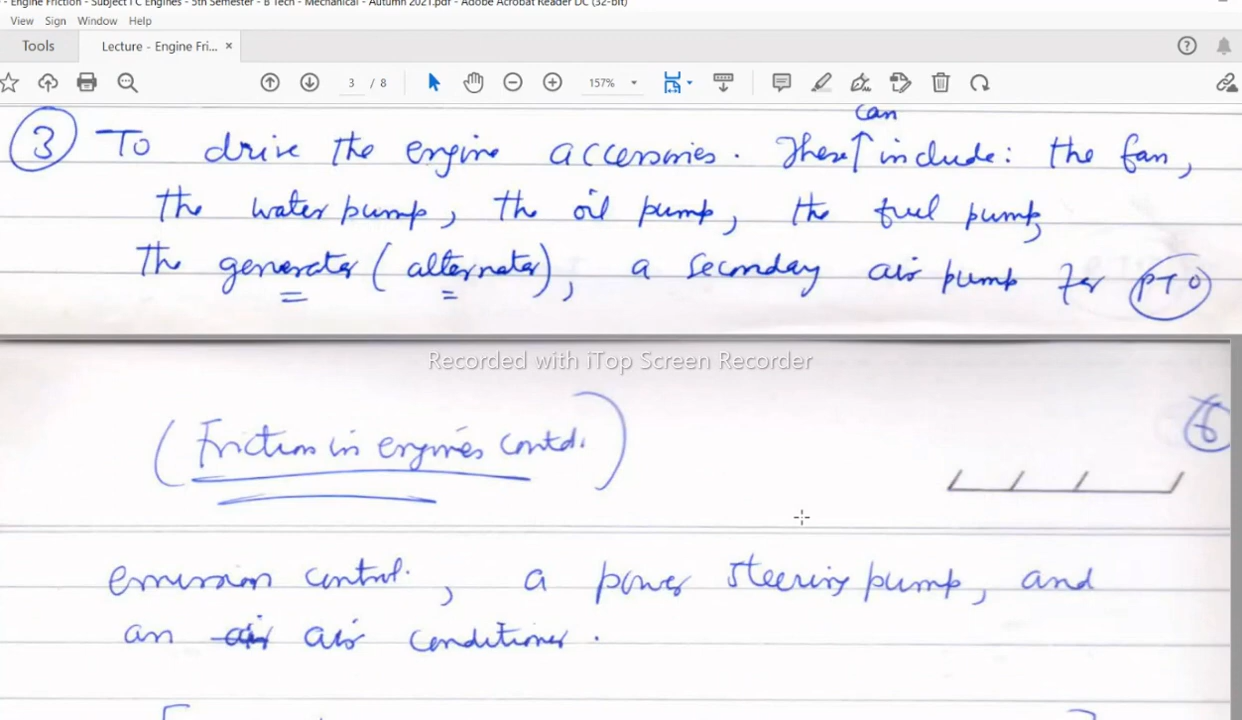 - Engine Friction - Subject I C Engines - 5th Semester - B Tech - Mechanical - Autumn 2021.pdf - Adobe Acrobat Reader DC (32-bit)
View Sign Window Help
Tools Lecture - Engine Fri... ×
3 / 8 157%
can
③ To drive the engine accessories. These↑ include: the fan,
the water pump, the oil pump, the fuel pump,
the generator (alternator), a seconday air pump for PTO
Recorded with iTop Screen Recorder
(Friction in engines contd.)
6
emission control, a power steering pump, and
an air air conditioner.